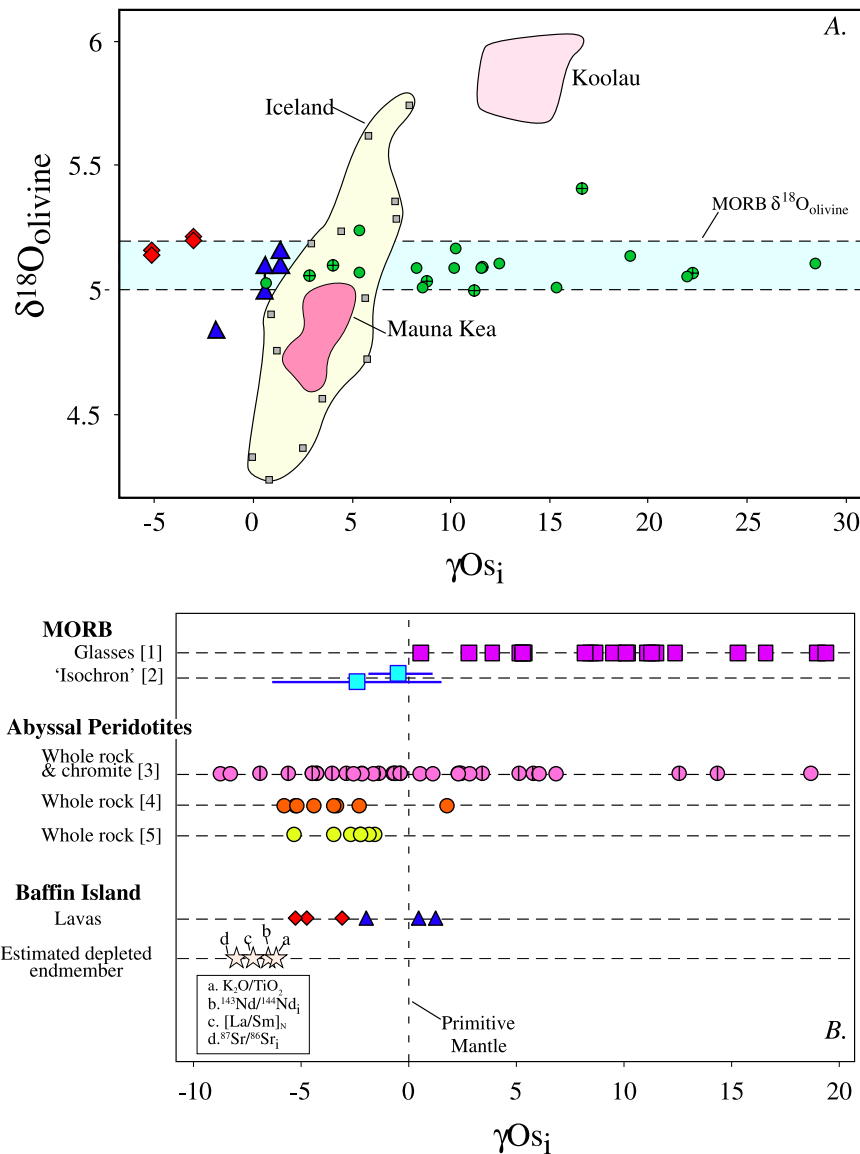 A.
6
5.5
5
4.5
δ¹⁸Oolivine
Koolau
Iceland
MORB δ¹⁸Oolivine
Mauna Kea
-5 0 5 10 15 20 25 30
γOsi
MORB
Glasses [1]
‘Isochron’ [2]
Abyssal Peridotites
Whole rock
& chromite [3]
Whole rock [4]
Whole rock [5]
Baffin Island
Lavas
d c b a
Estimated depleted
endmember
a. K₂O/TiO₂
b.¹⁴³Nd/¹⁴⁴Ndi
c. [La/Sm]N
d.⁸⁷Sr/⁸⁶Sri
Primitive
Mantle
B.
-10 -5 0 5 10 15 20
γOsi